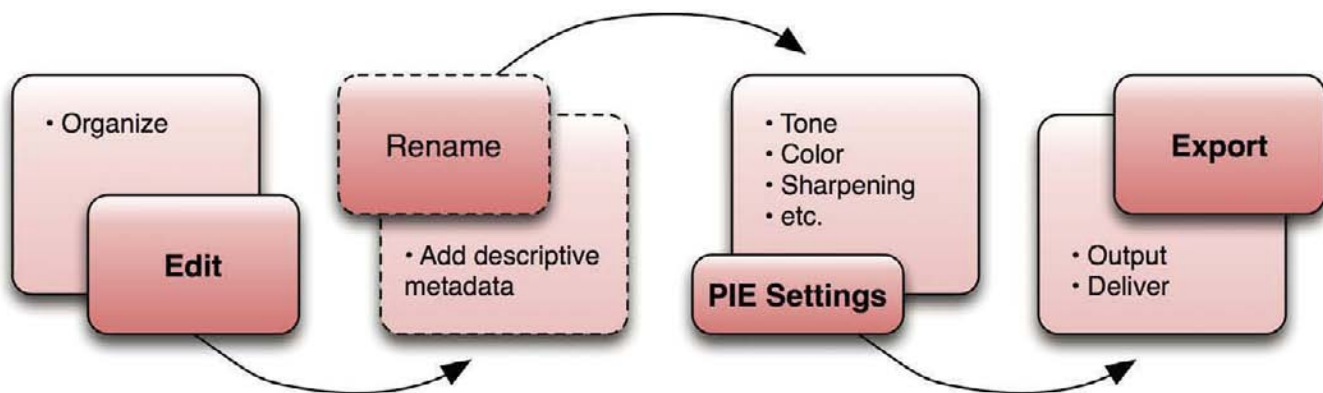 • Organize
Edit
Rename
• Add descriptive
metadata
• Tone
• Color
• Sharpening
• etc.
PIE Settings
Export
• Output
• Deliver